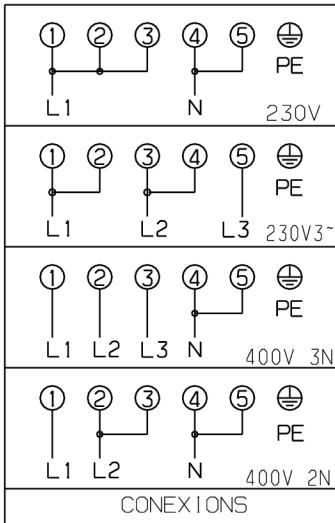 1 2 3 4 5
PE
L1 N 230V
1 2 3 4 5
PE
L1 L2 L3 230V3~
1 2 3 4 5
PE
L1 L2 L3 N 400V 3N
1 2 3 4 5
PE
L1 L2 N 400V 2N
CONEXIONS